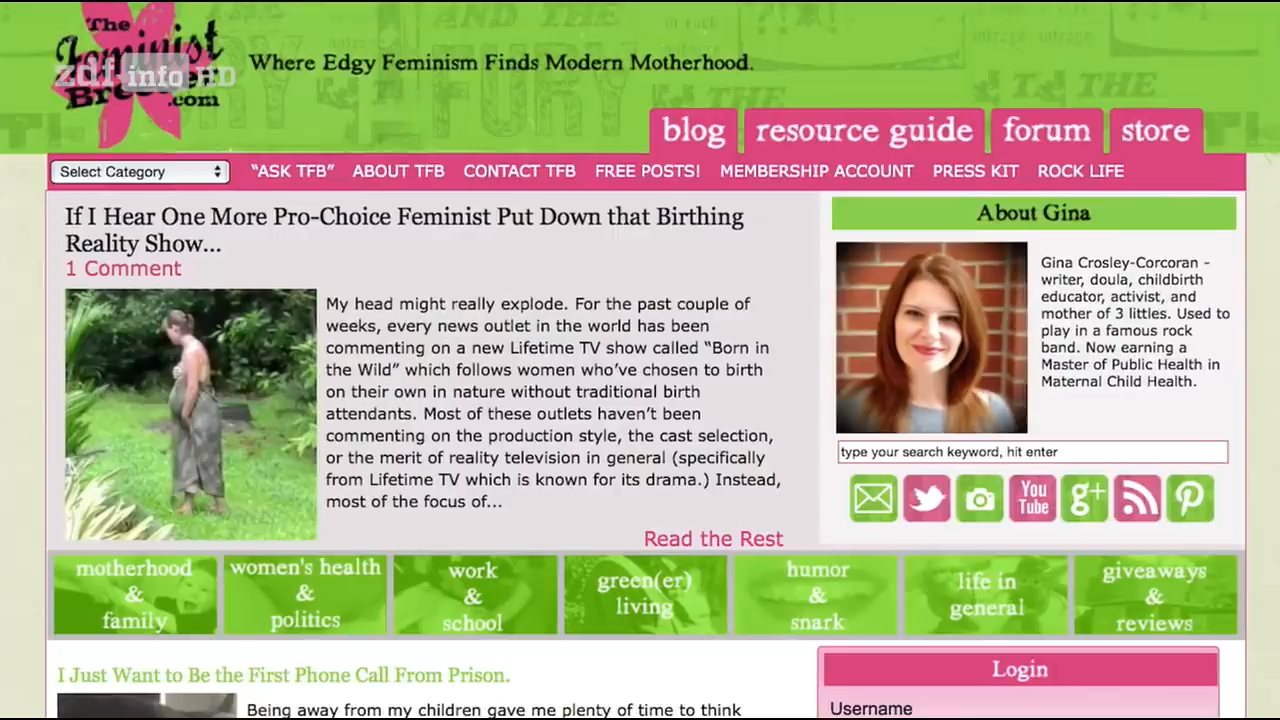 The
Feminist
Breeder
.com
zdf info HD
Where Edgy Feminism Finds Modern Motherhood.
blog
resource guide
forum
store
Select Category
"ASK TFB"
ABOUT TFB
CONTACT TFB
FREE POSTS!
MEMBERSHIP ACCOUNT
PRESS KIT
ROCK LIFE
If I Hear One More Pro-Choice Feminist Put Down that Birthing
Reality Show...
1 Comment
My head might really explode. For the past couple of
weeks, every news outlet in the world has been
commenting on a new Lifetime TV show called “Born in
the Wild” which follows women who’ve chosen to birth
on their own in nature without traditional birth
attendants. Most of these outlets haven’t been
commenting on the production style, the cast selection,
or the merit of reality television in general (specifically
from Lifetime TV which is known for its drama.) Instead,
most of the focus of...
Read the Rest
About Gina
Gina Crosley-Corcoran -
writer, doula, childbirth
educator, activist, and
mother of 3 littles. Used to
play in a famous rock
band. Now earning a
Master of Public Health in
Maternal Child Health.
type your search keyword, hit enter
You
Tube
g+
motherhood
&
family
women's health
&
politics
work
&
school
green(er)
living
humor
&
snark
life in
general
giveaways
&
reviews
I Just Want to Be the First Phone Call From Prison.
Being away from my children gave me plenty of time to think
Login
Username